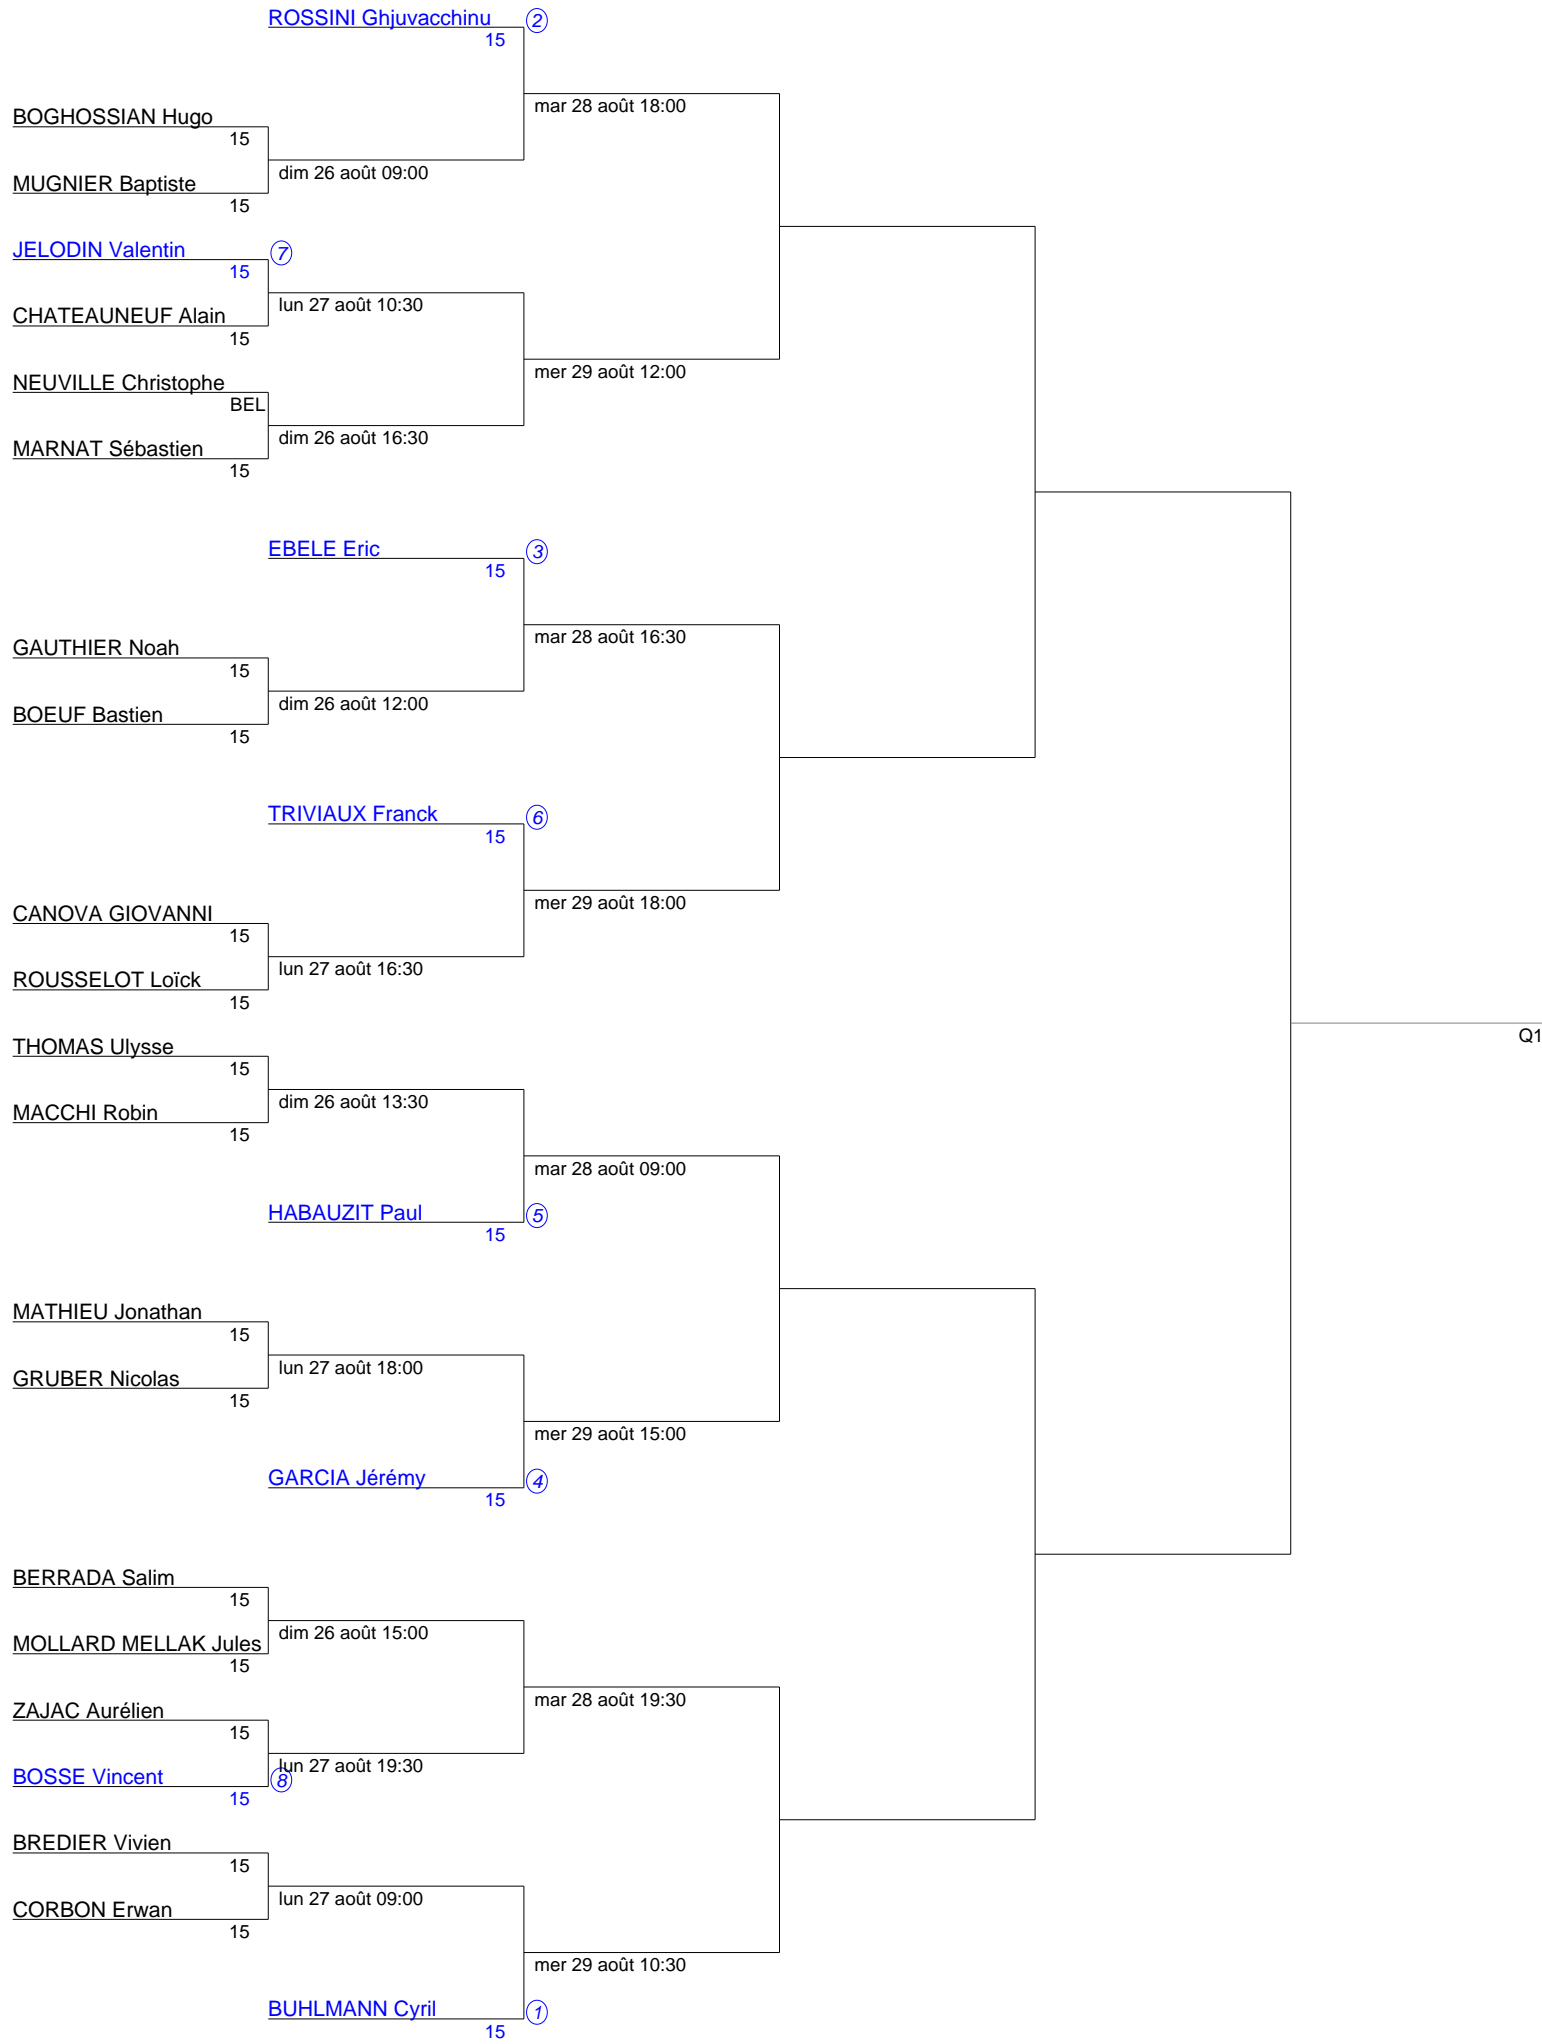 ROSSINI Ghjuvacchinu 2
15
mar 28 août 18:00
BOGHOSSIAN Hugo
15
dim 26 août 09:00
MUGNIER Baptiste
15
JELODIN Valentin 7
15
lun 27 août 10:30
CHATEAUNEUF Alain
15
mer 29 août 12:00
NEUVILLE Christophe
BEL
dim 26 août 16:30
MARNAT Sébastien
15
EBELE Eric 3
15
mar 28 août 16:30
GAUTHIER Noah
15
dim 26 août 12:00
BOEUF Bastien
15
TRIVIAUX Franck 6
15
mer 29 août 18:00
CANOVA GIOVANNI
15
lun 27 août 16:30
ROUSSELOT Loïck
15
Q1
THOMAS Ulysse
15
dim 26 août 13:30
MACCHI Robin
15
mar 28 août 09:00
HABAUZIT Paul 5
15
MATHIEU Jonathan
15
lun 27 août 18:00
GRUBER Nicolas
15
mer 29 août 15:00
GARCIA Jérémy 4
15
BERRADA Salim
15
dim 26 août 15:00
MOLLARD MELLAK Jules
15
mar 28 août 19:30
ZAJAC Aurélien
15
lun 27 août 19:30
BOSSE Vincent 8
15
BREDIER Vivien
15
lun 27 août 09:00
CORBON Erwan
15
mer 29 août 10:30
BUHLMANN Cyril 1
15